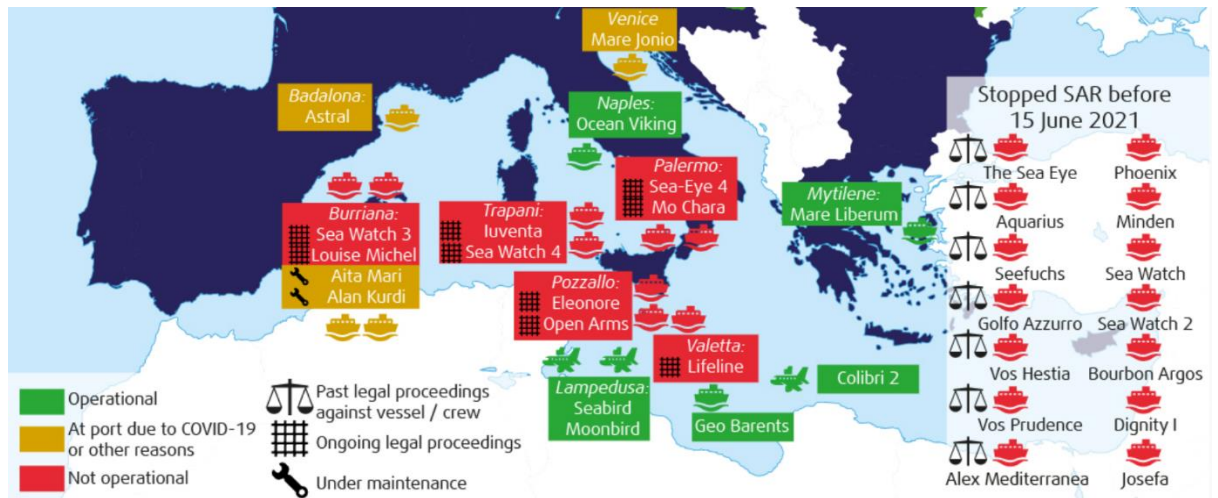 Venice
Mare Jonio
Badalona:
Astral
Naples:
Ocean Viking
Palermo:
Sea-Eye 4
Mo Chara
Mytilene:
Mare Liberum
Burriana:
Sea Watch 3
Louise Michel
Aita Mari
Alan Kurdi
Trapani:
Iuventa
Sea Watch 4
Pozzallo:
Eleonore
Open Arms
Valetta:
Lifeline
Lampedusa:
Seabird
Moonbird
Geo Barents
Colibri 2
Stopped SAR before
15 June 2021
The Sea Eye
Phoenix
Aquarius
Minden
Seefuchs
Sea Watch
Golfo Azzurro
Sea Watch 2
Vos Hestia
Bourbon Argos
Vos Prudence
Dignity I
Alex Mediterranea
Josefa
Operational
At port due to COVID-19
or other reasons
Not operational
Past legal proceedings
against vessel / crew
Ongoing legal proceedings
Under maintenance